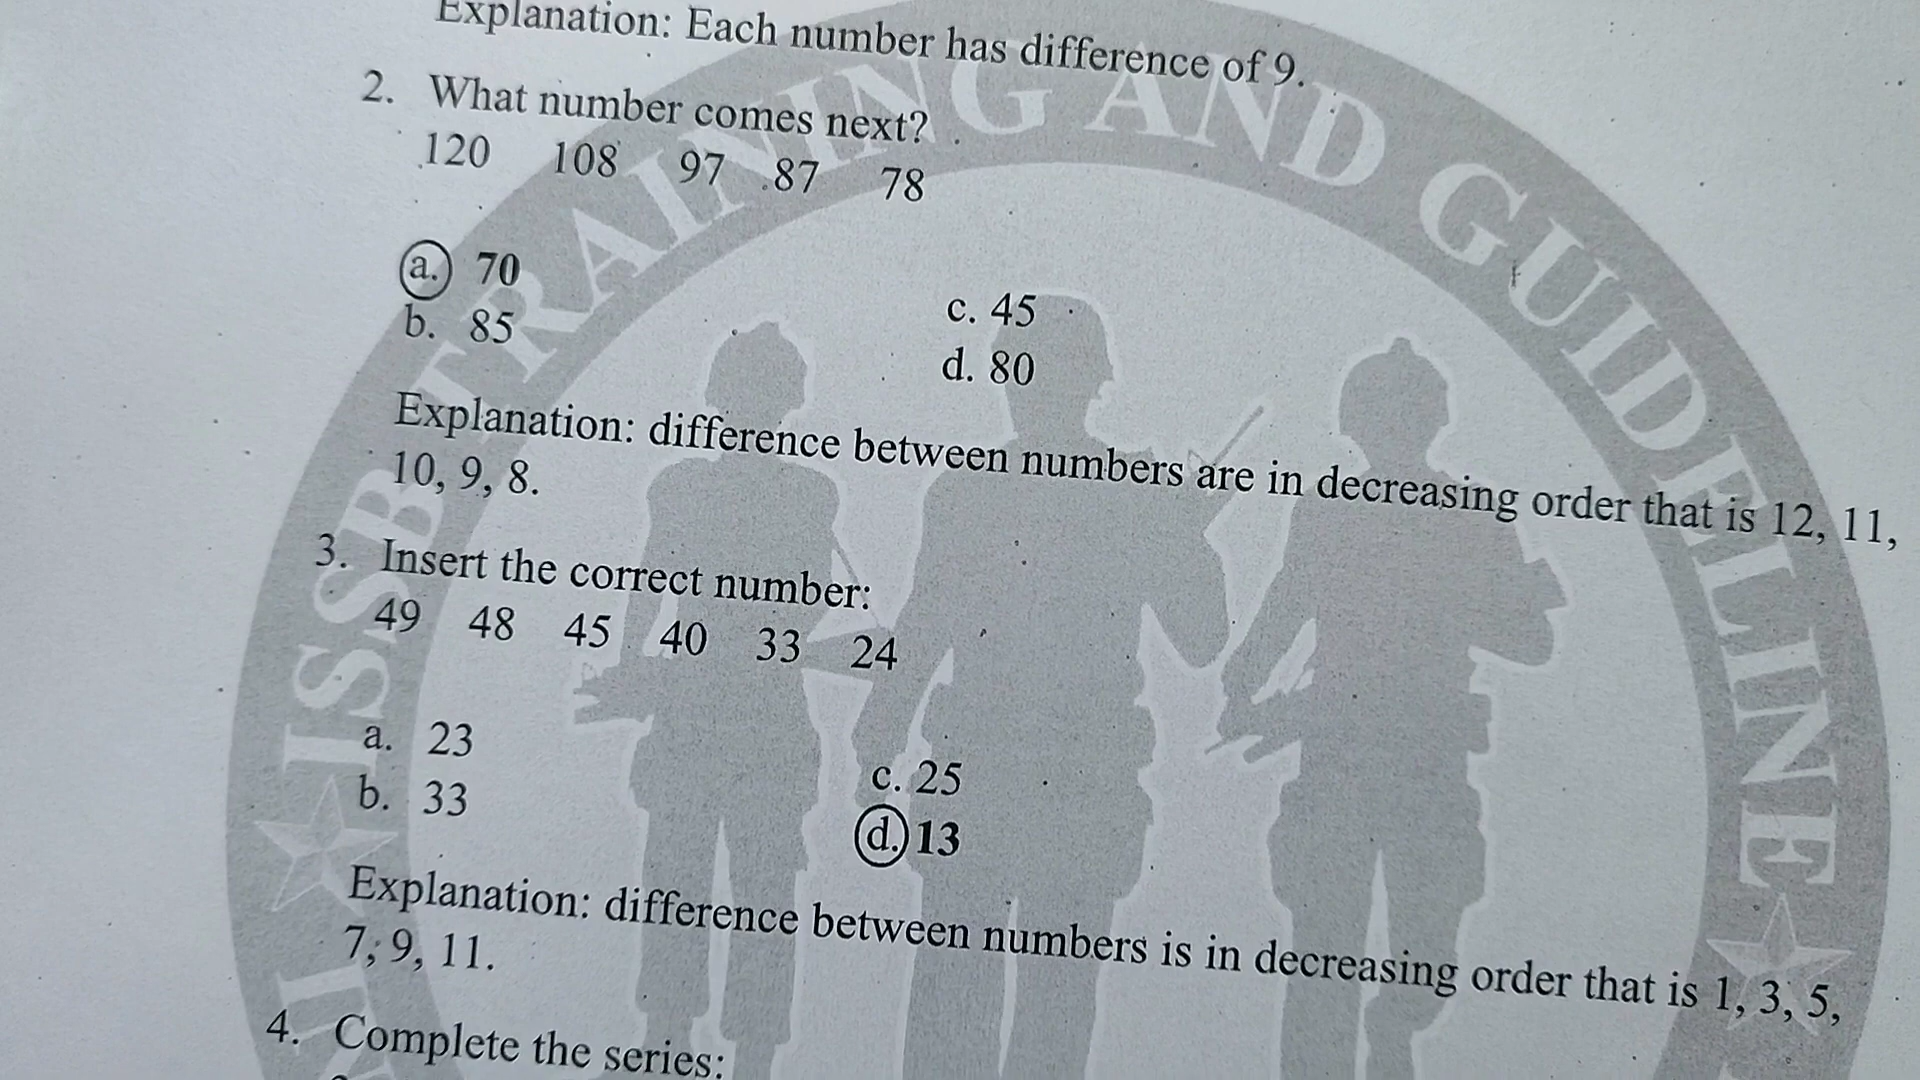 Explanation: Each number has difference of 9.
2. What number comes next?
120 108 97 87 78
a. 70
b. 85
c. 45
d. 80
Explanation: difference between numbers are in decreasing order that is 12, 11,
10, 9, 8.
3. Insert the correct number:
49 48 45 40 33 24
a. 23
b. 33
c. 25
d. 13
Explanation: difference between numbers is in decreasing order that is 1, 3, 5,
7, 9, 11.
4. Complete the series:
ISSB TRAINING AND GUIDELINE